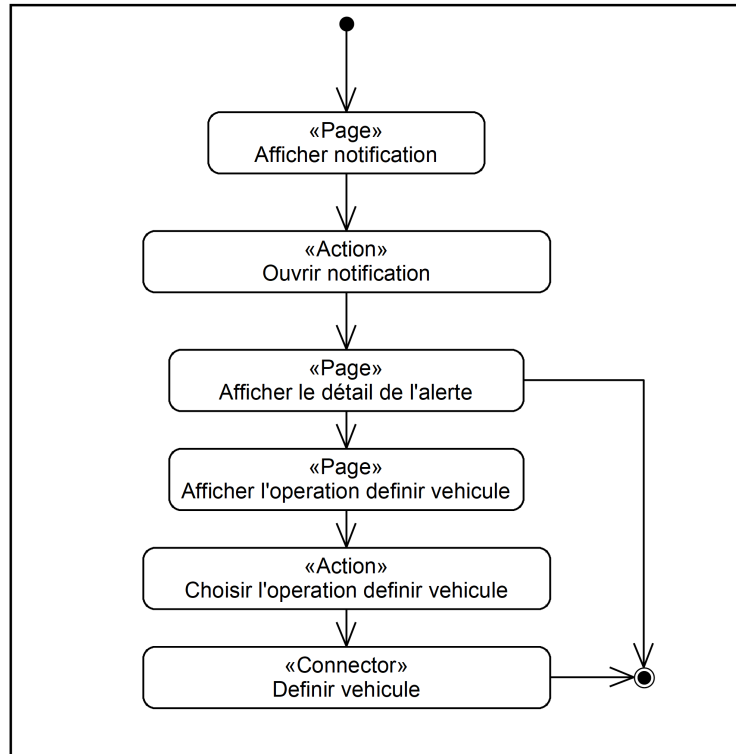 «Page»
Afficher notification
«Action»
Ouvrir notification
«Page»
Afficher le détail de l'alerte
«Page»
Afficher l'operation definir vehicule
«Action»
Choisir l'operation definir vehicule
«Connector»
Definir vehicule